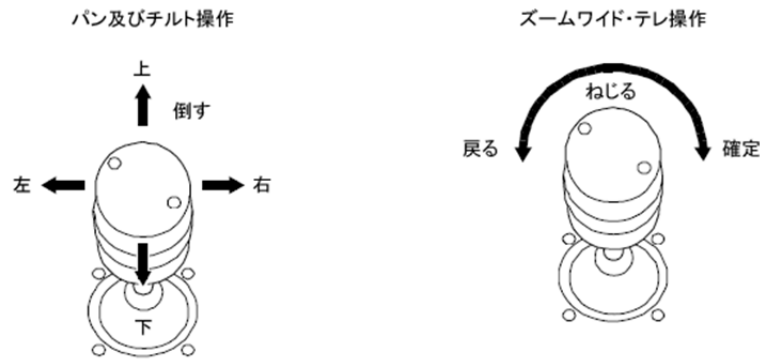 パン及びチルト操作
上
倒す
左
右
下
ズームワイド・テレ操作
ねじる
戻る
確定